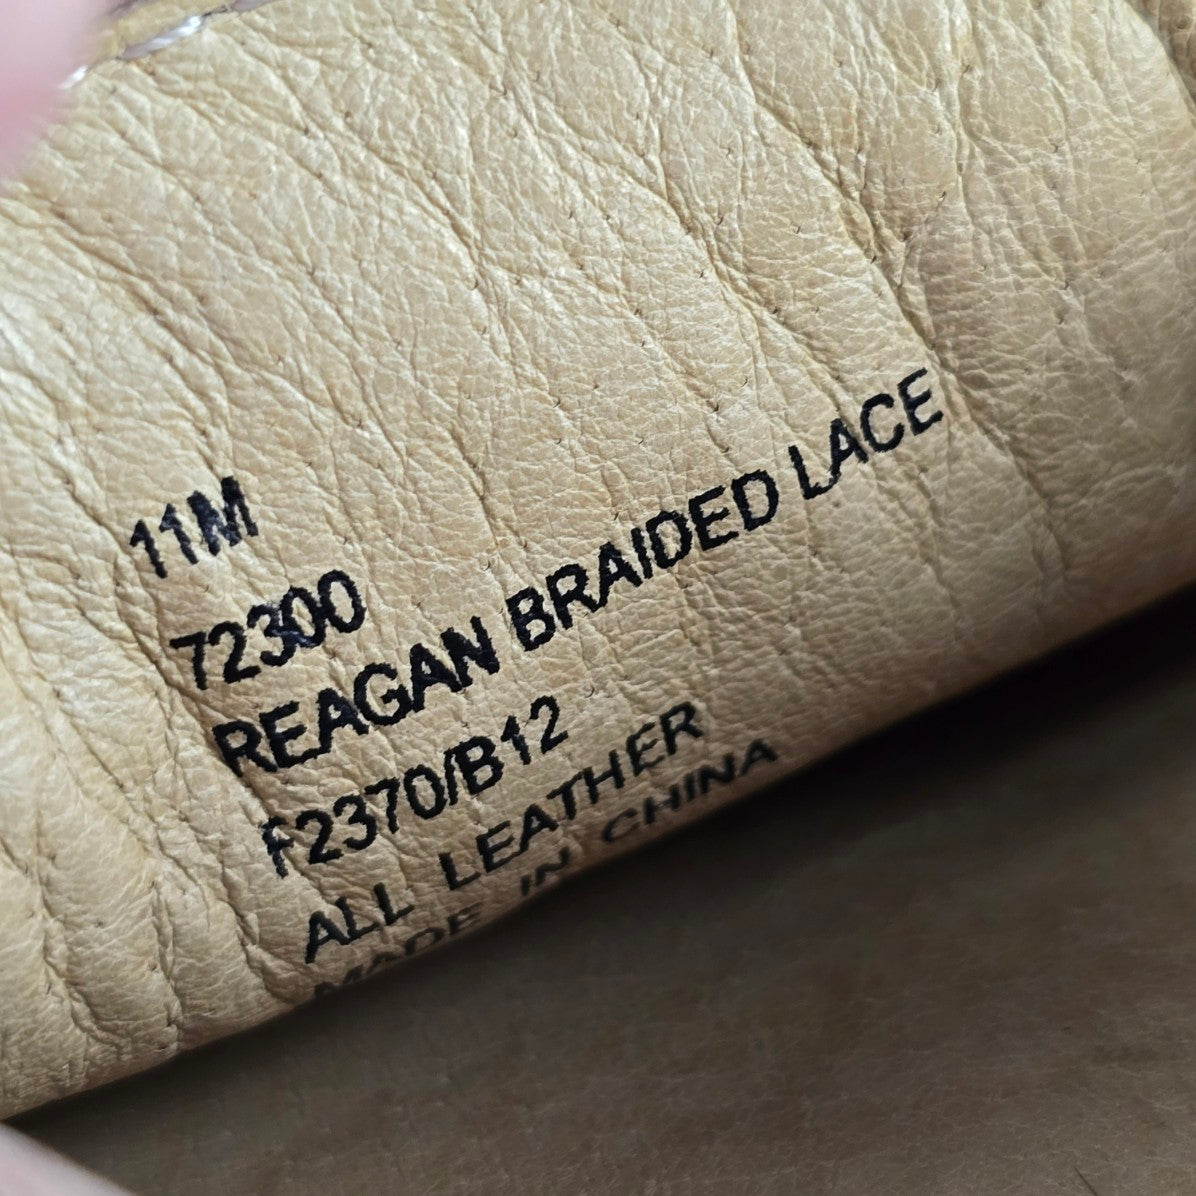 11M
72300
REAGAN BRAIDED LACE
F2370/B12
ALL LEATHER
MADE IN CHINA